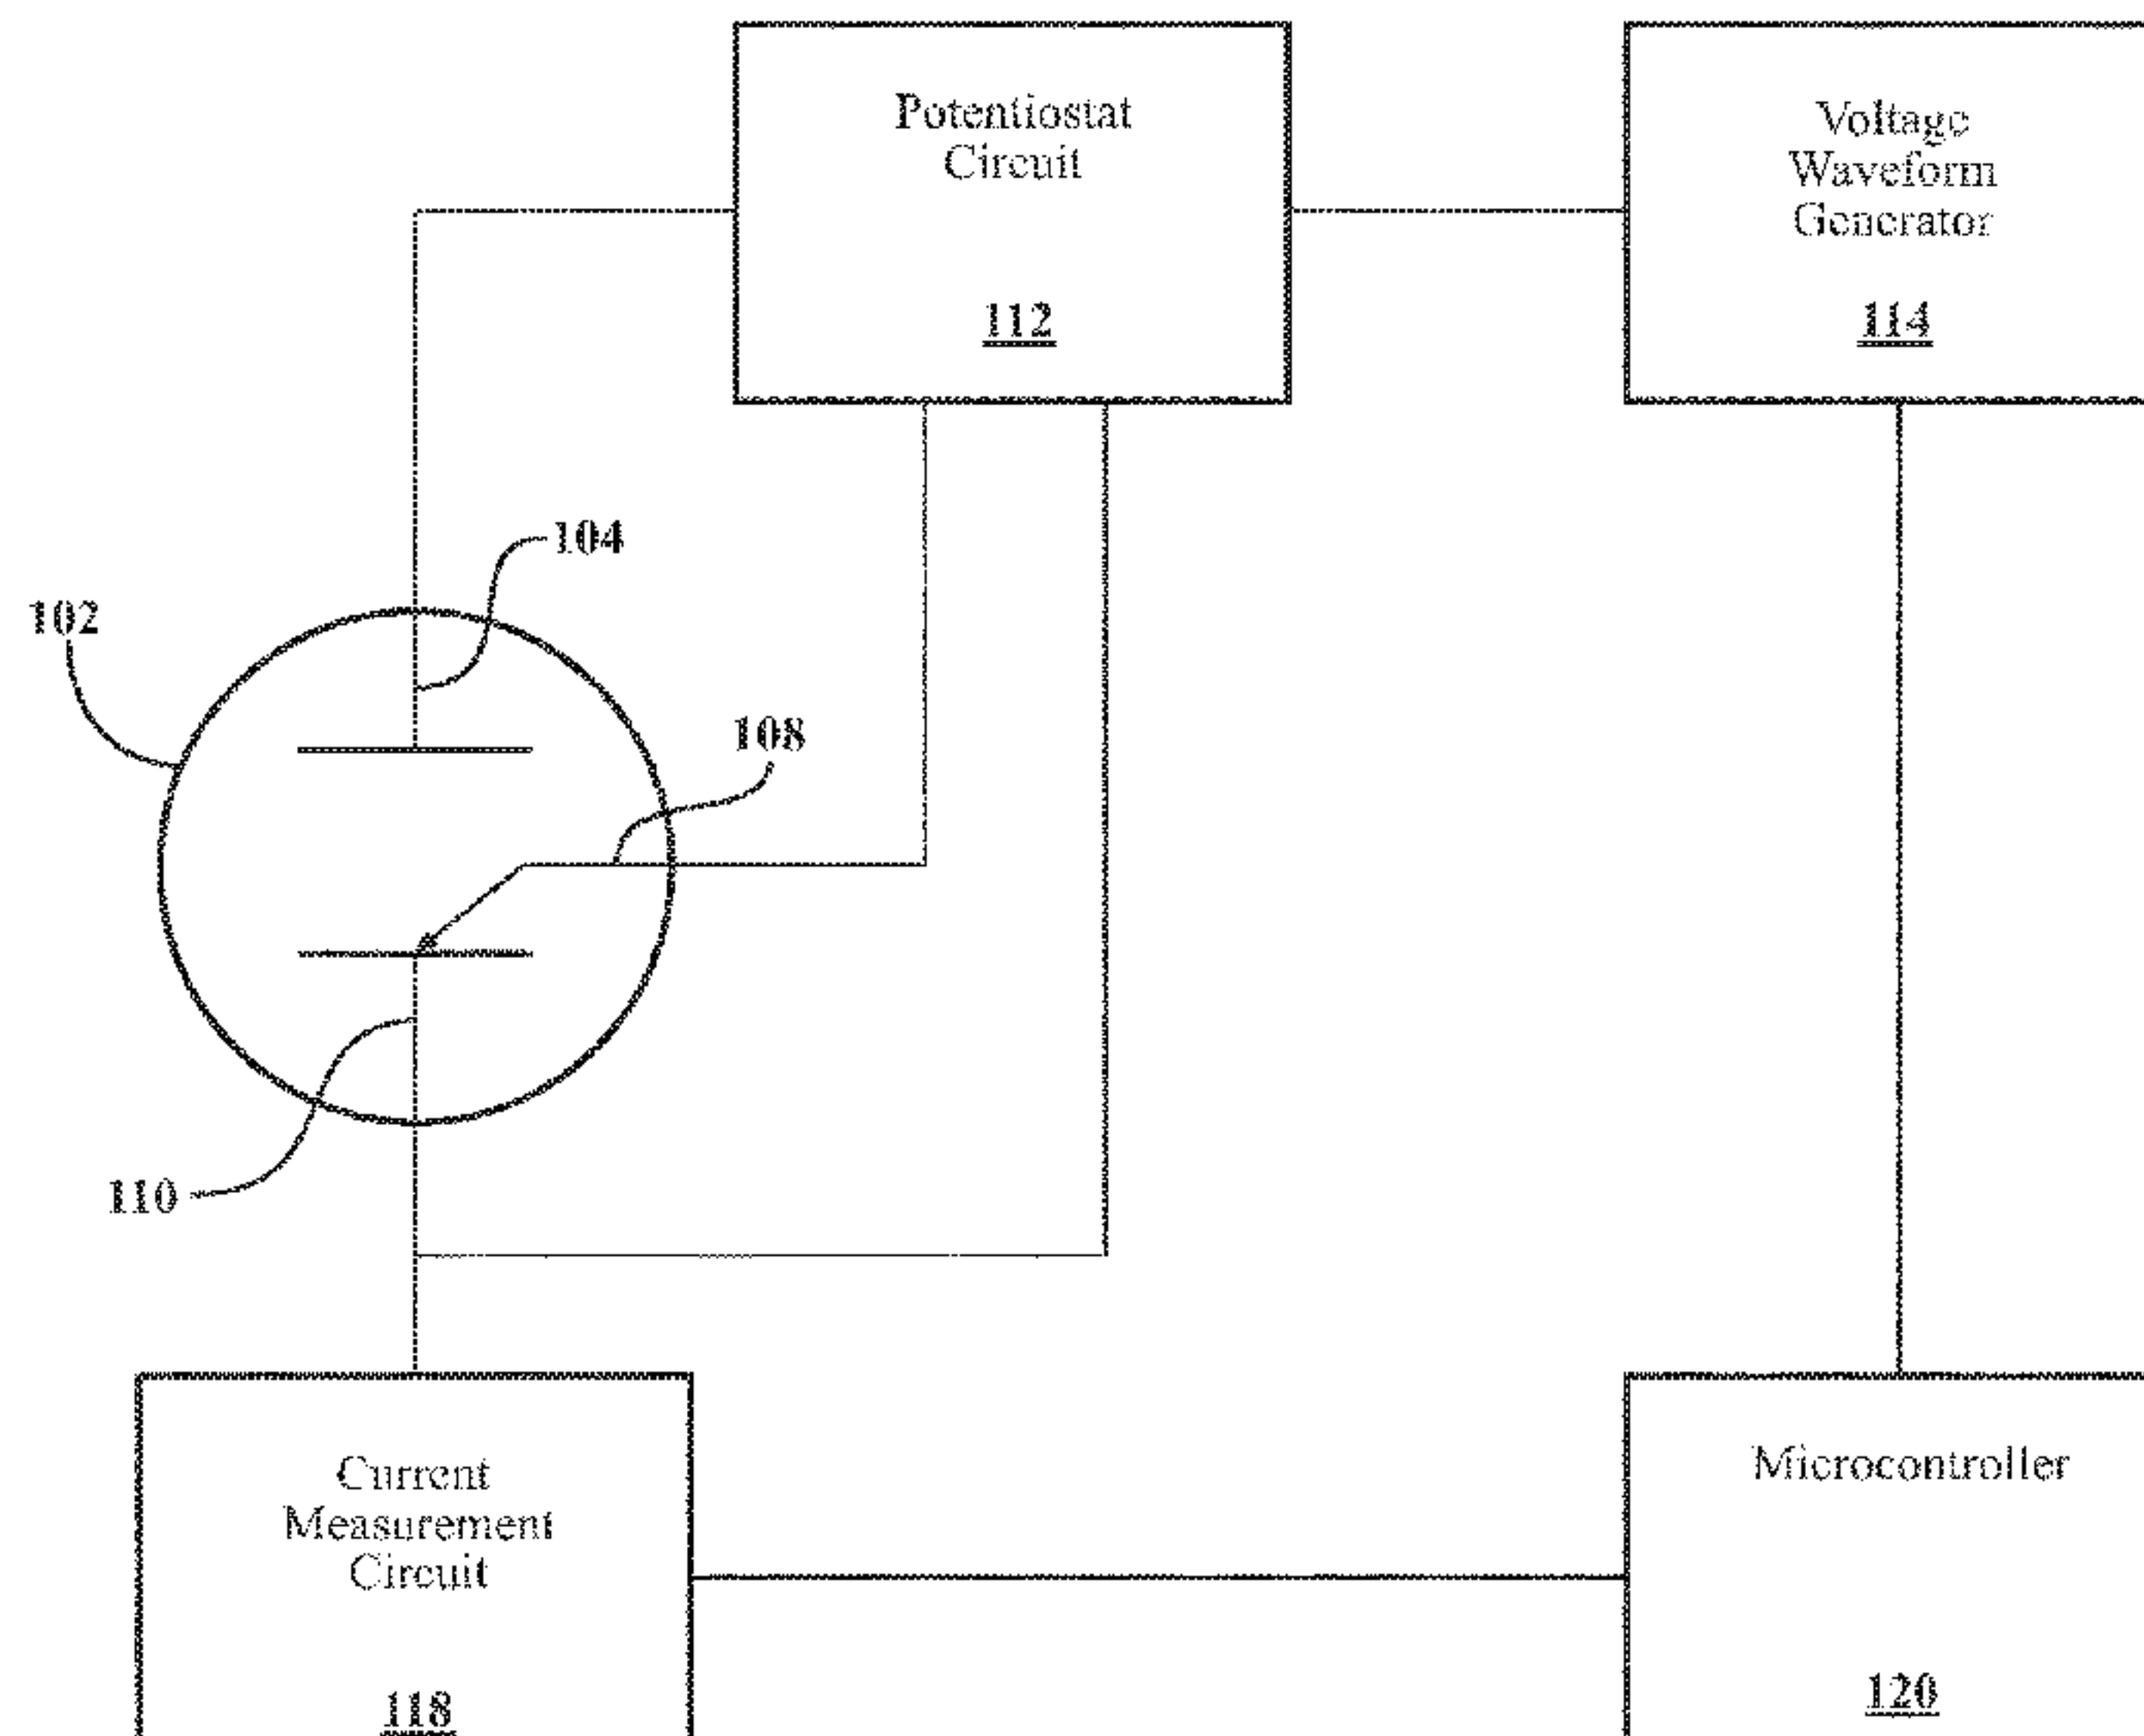 Potentiostat
Circuit
112
Voltage
Waveform
Generator
114
104
102
108
110
Current
Measurement
Circuit
118
Microcontroller
120